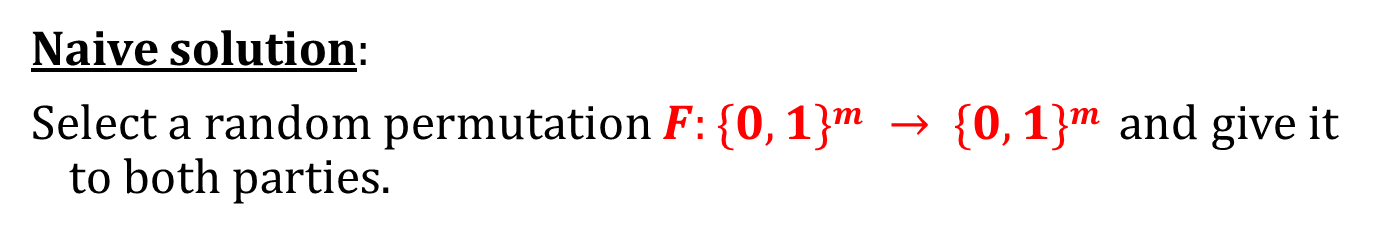 Naive solution:
Select a random permutation F: {0, 1}ᵐ → {0, 1}ᵐ and give it
to both parties.